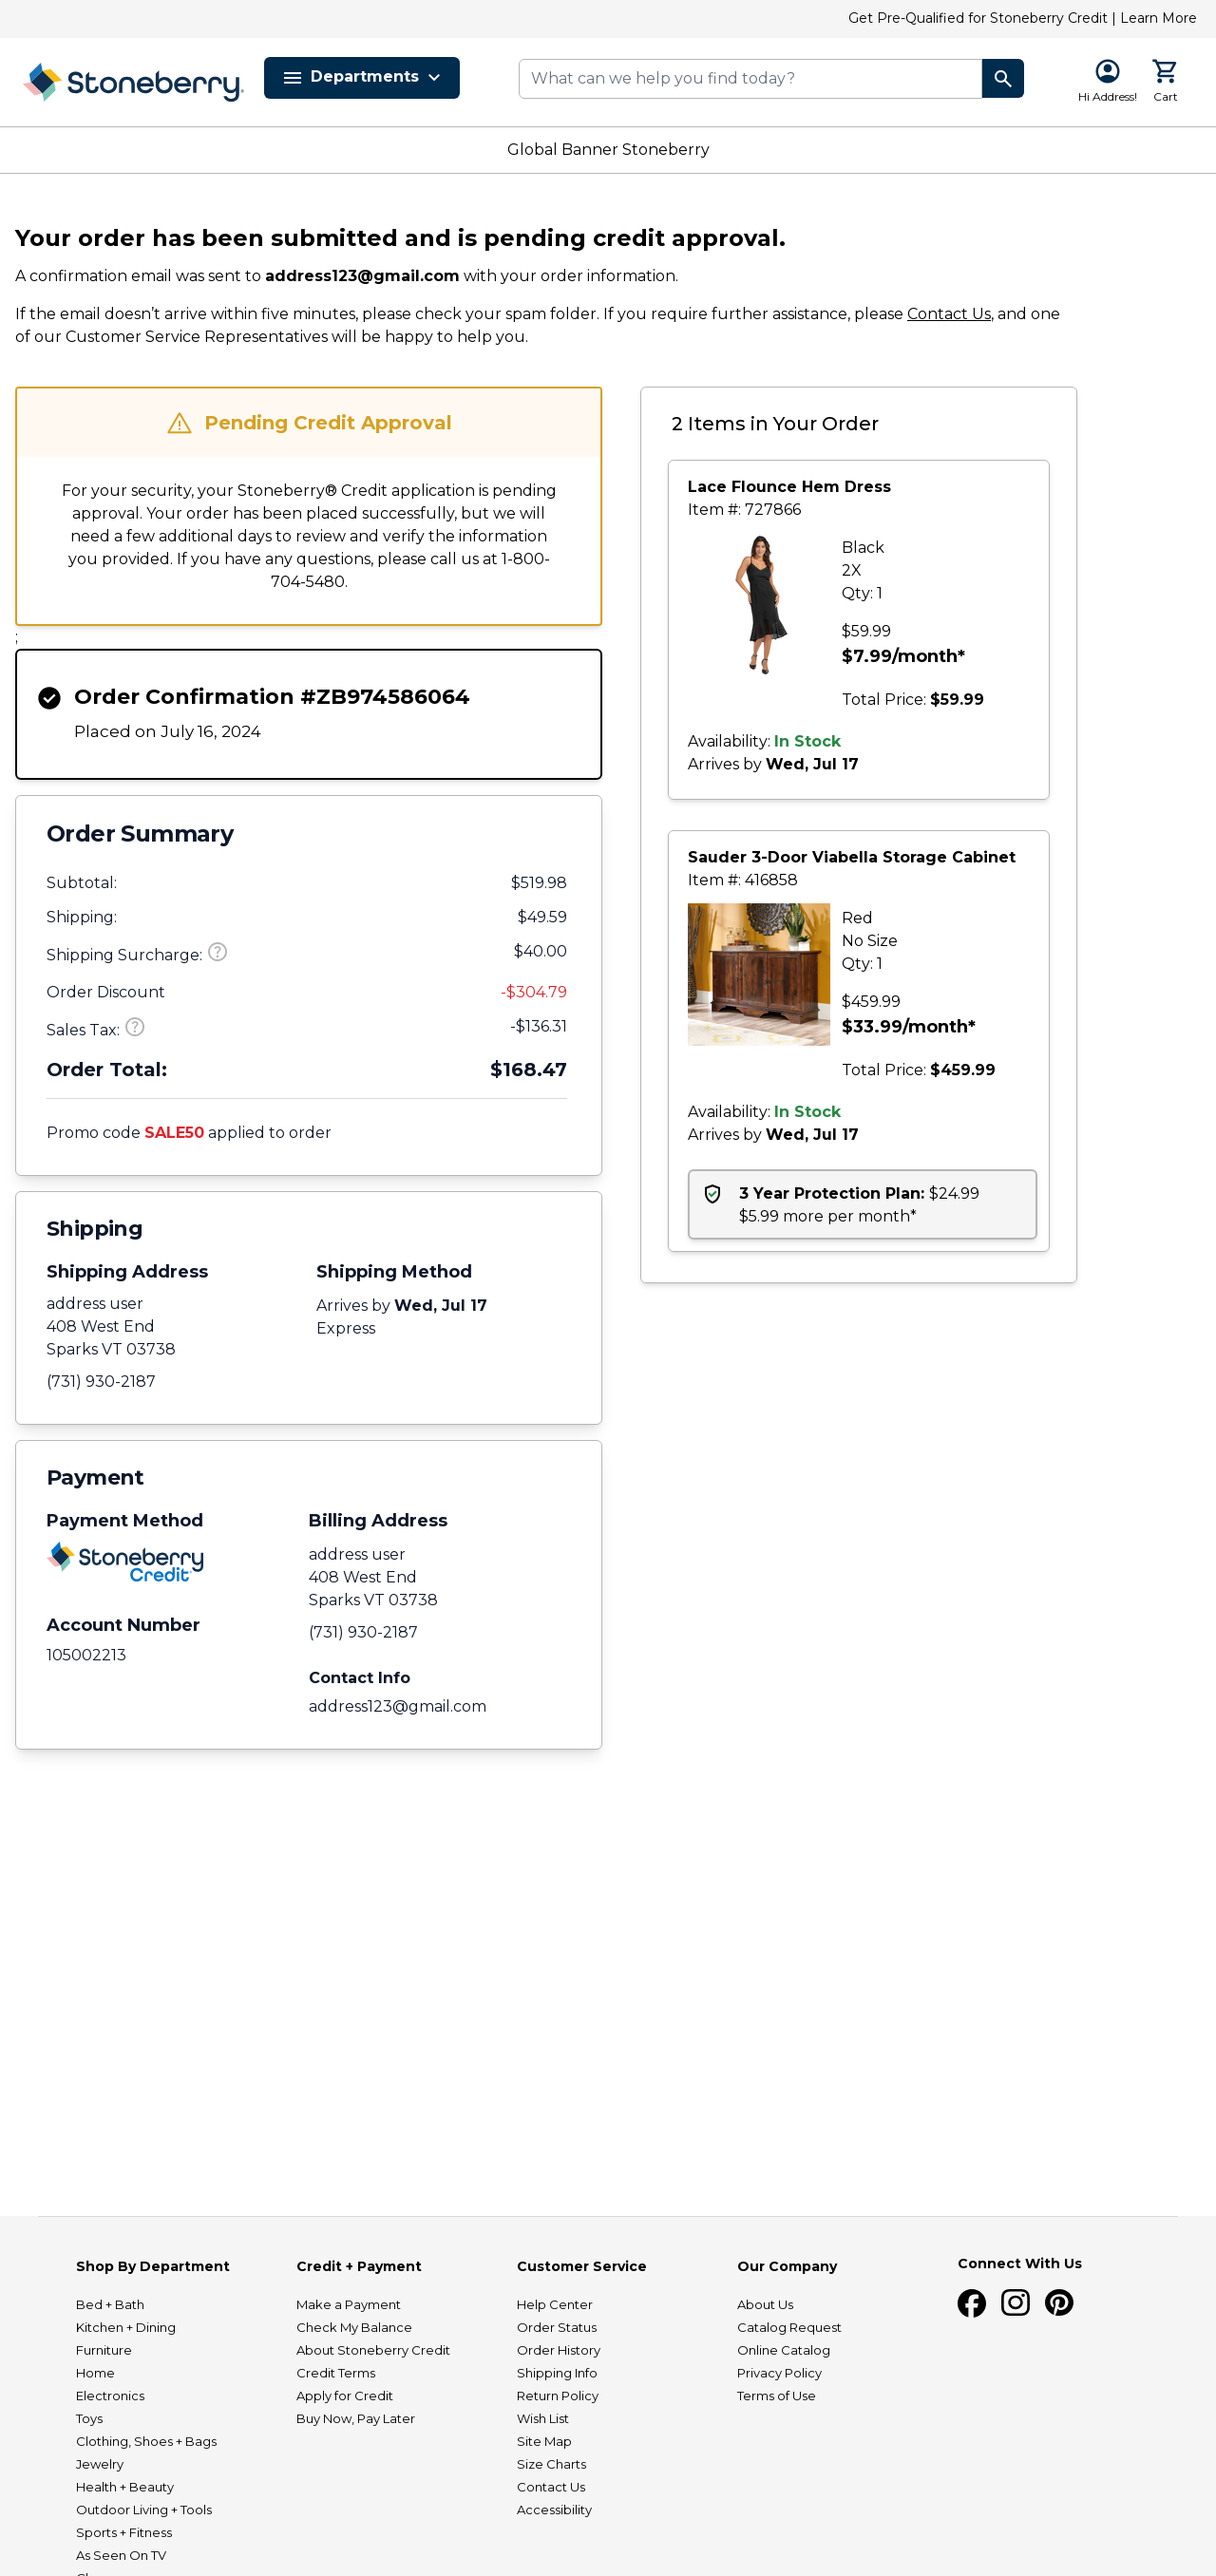 Get Pre-Qualified for Stoneberry Credit | Learn More
Stoneberry
Departments
What can we help you find today?
Hi Address!
Cart
Global Banner Stoneberry
Your order has been submitted and is pending credit approval.
A confirmation email was sent to address123@gmail.com with your order information.
If the email doesn’t arrive within five minutes, please check your spam folder. If you require further assistance, please Contact Us, and one
of our Customer Service Representatives will be happy to help you.
Pending Credit Approval
For your security, your Stoneberry® Credit application is pending
approval. Your order has been placed successfully, but we will
need a few additional days to review and verify the information
you provided. If you have any questions, please call us at 1-800-
704-5480.
;
Order Confirmation #ZB974586064
Placed on July 16, 2024
Order Summary
Subtotal: $519.98
Shipping: $49.59
Shipping Surcharge: $40.00
Order Discount -$304.79
Sales Tax: -$136.31
Order Total: $168.47
Promo code SALE50 applied to order
Shipping
Shipping Address
address user
408 West End
Sparks VT 03738
(731) 930-2187
Shipping Method
Arrives by Wed, Jul 17
Express
Payment
Payment Method
Stoneberry
Credit
Account Number
105002213
Billing Address
address user
408 West End
Sparks VT 03738
(731) 930-2187
Contact Info
address123@gmail.com
2 Items in Your Order
Lace Flounce Hem Dress
Item #: 727866
Black
2X
Qty: 1
$59.99
$7.99/month*
Total Price: $59.99
Availability: In Stock
Arrives by Wed, Jul 17
Sauder 3-Door Viabella Storage Cabinet
Item #: 416858
Red
No Size
Qty: 1
$459.99
$33.99/month*
Total Price: $459.99
Availability: In Stock
Arrives by Wed, Jul 17
3 Year Protection Plan: $24.99
$5.99 more per month*
Shop By Department
Bed + Bath
Kitchen + Dining
Furniture
Home
Electronics
Toys
Clothing, Shoes + Bags
Jewelry
Health + Beauty
Outdoor Living + Tools
Sports + Fitness
As Seen On TV
Credit + Payment
Make a Payment
Check My Balance
About Stoneberry Credit
Credit Terms
Apply for Credit
Buy Now, Pay Later
Customer Service
Help Center
Order Status
Order History
Shipping Info
Return Policy
Wish List
Site Map
Size Charts
Contact Us
Accessibility
Our Company
About Us
Catalog Request
Online Catalog
Privacy Policy
Terms of Use
Connect With Us